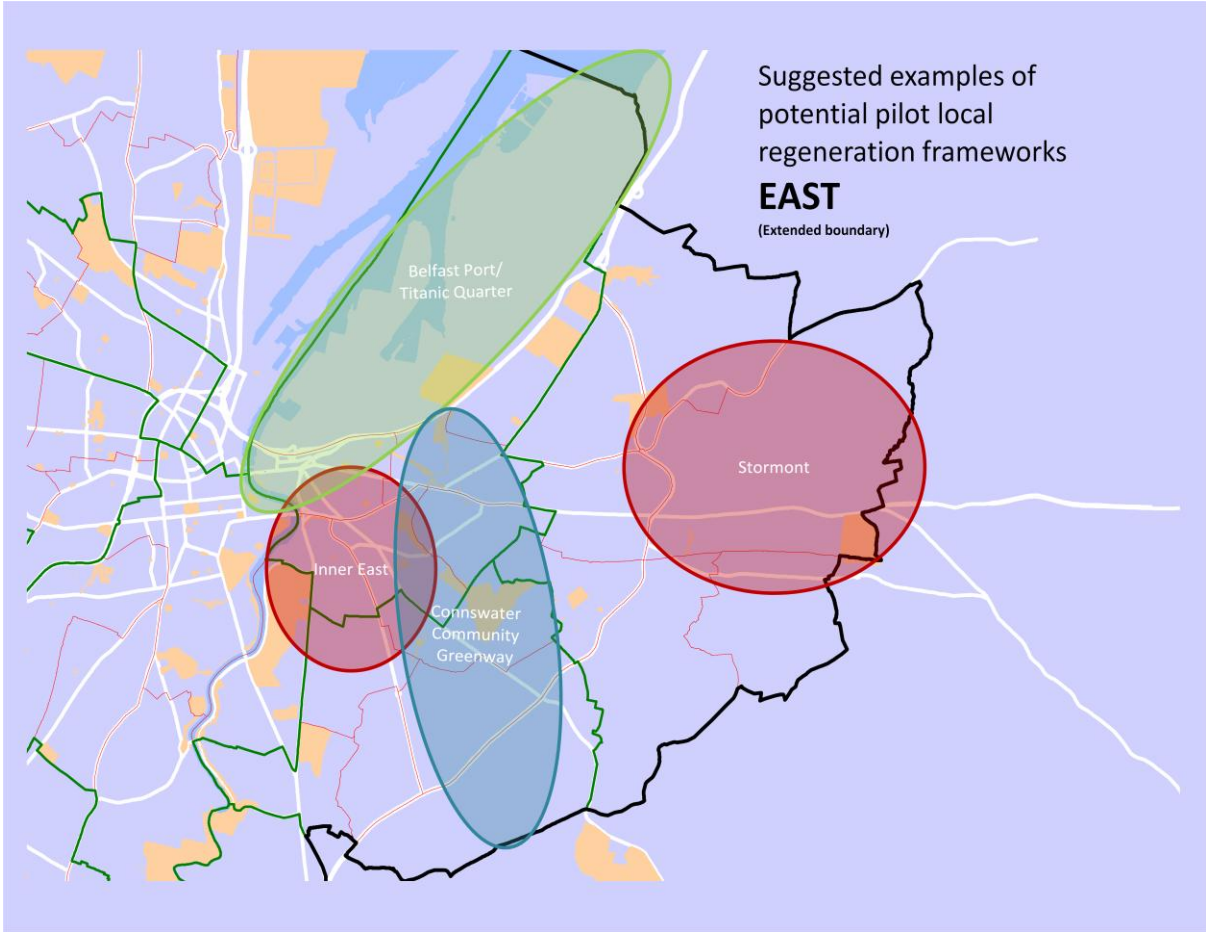 Suggested examples of
potential pilot local
regeneration frameworks
EAST
(Extended boundary)
Belfast Port/
Titanic Quarter
Stormont
Inner East
Connswater
Community
Greenway